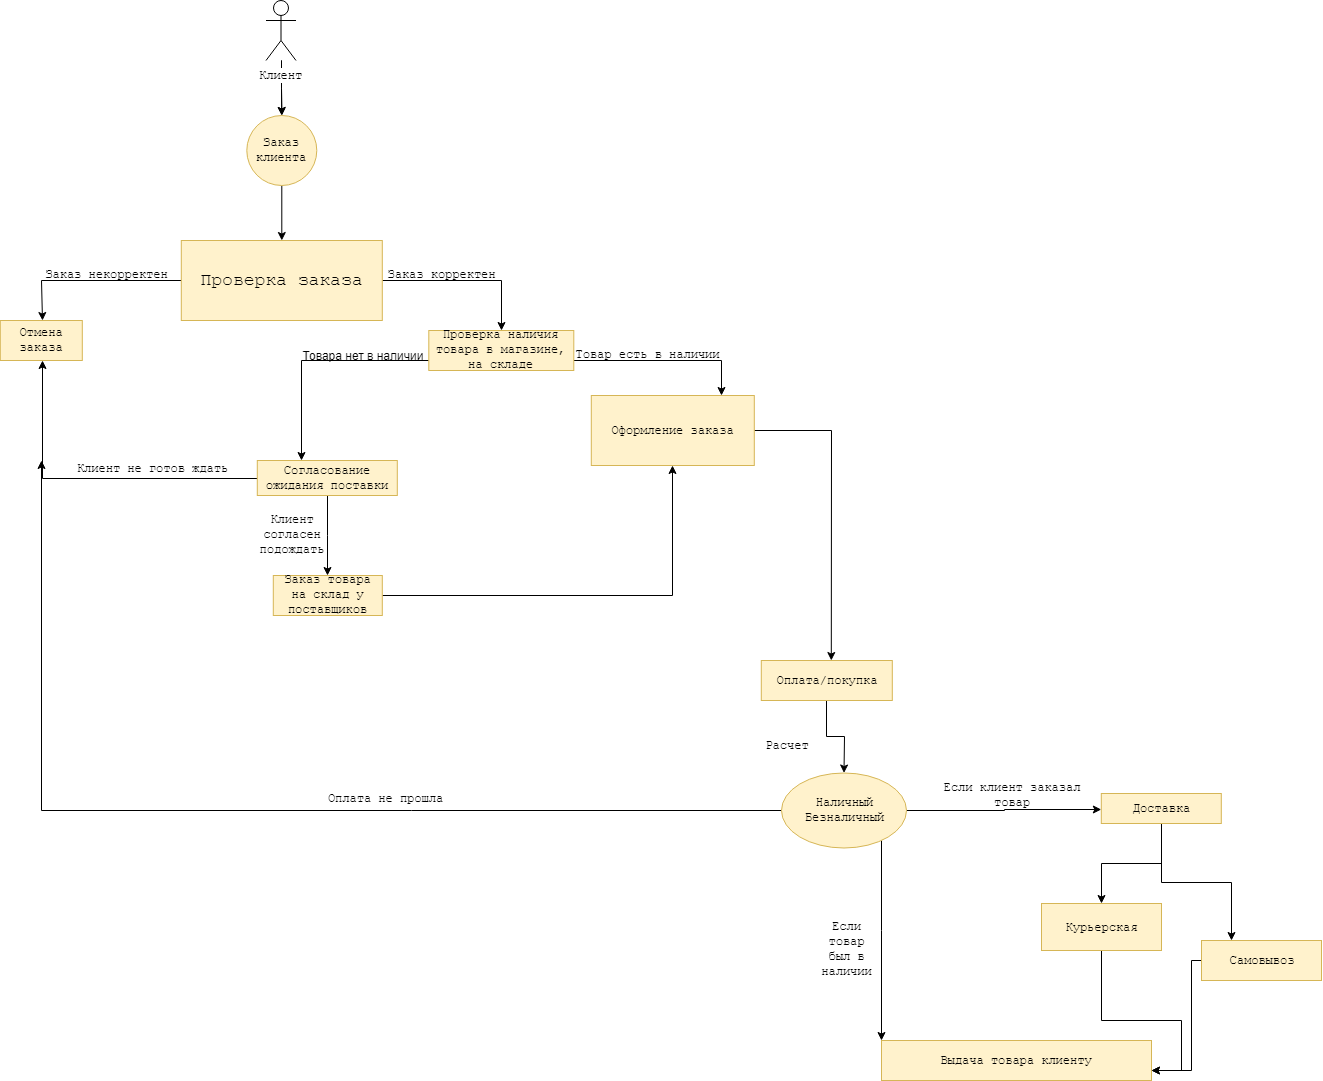 Клиент
Заказ
клиента
Проверка заказа
Заказ некорректен
Заказ корректен
Отмена
заказа
Проверка наличия
товара в магазине,
на складе
Товара нет в наличии
Товар есть в наличии
Оформление заказа
Клиент не готов ждать
Согласование
ожидания поставки
Клиент
согласен
подождать
Заказ товара
на склад у
поставщиков
Оплата/покупка
Расчет
Оплата не прошла
Наличный
Безналичный
Если клиент заказал
товар
Доставка
Если
товар
был в
наличии
Курьерская
Самовывоз
Выдача товара клиенту